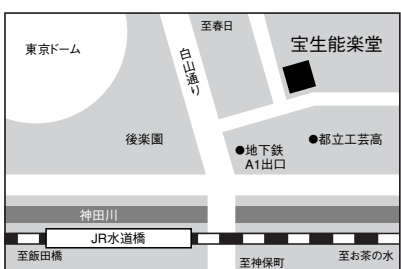 至春日
東京ドーム
宝生能楽堂
白山通り
後楽園
●地下鉄
A1出口
●都立工芸高
神田川
JR水道橋
至飯田橋
至神保町
至お茶の水